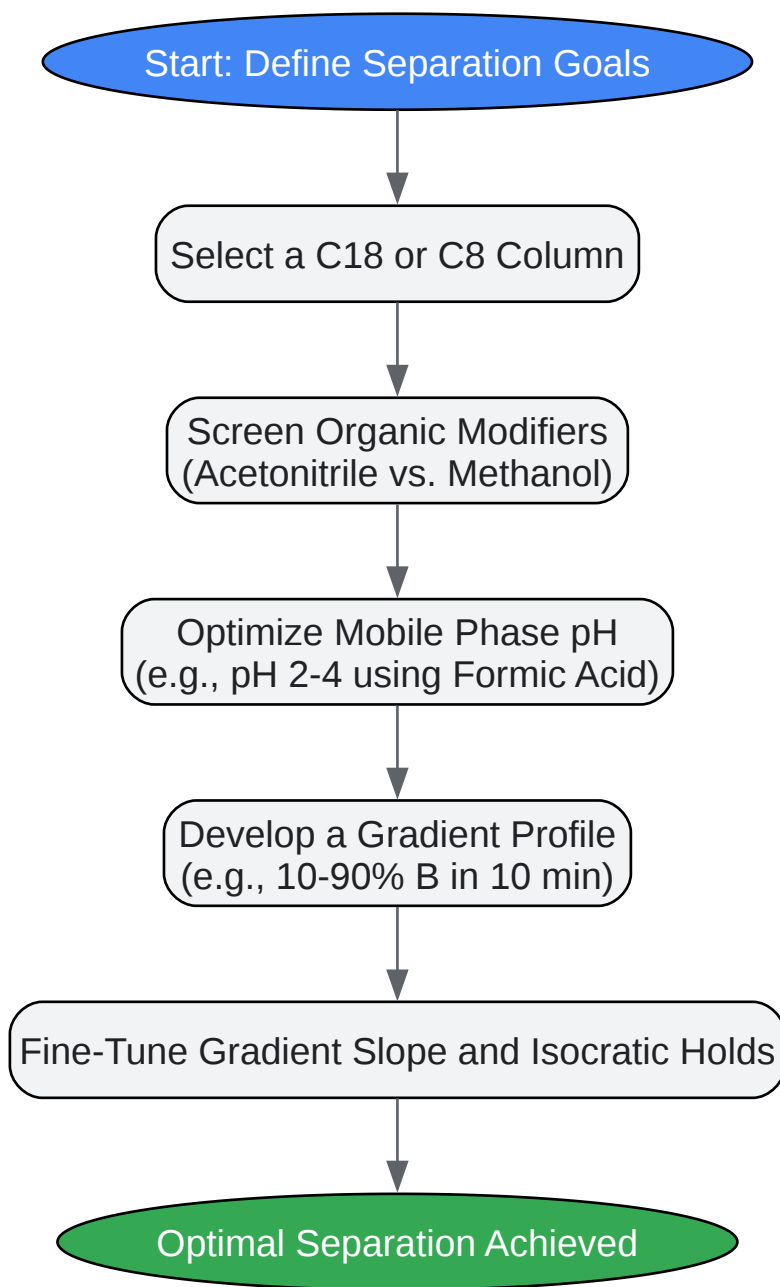 Start: Define Separation Goals
Select a C18 or C8 Column
Screen Organic Modifiers
(Acetonitrile vs. Methanol)
Optimize Mobile Phase pH
(e.g., pH 2-4 using Formic Acid)
Develop a Gradient Profile
(e.g., 10-90% B in 10 min)
Fine-Tune Gradient Slope and Isocratic Holds
Optimal Separation Achieved